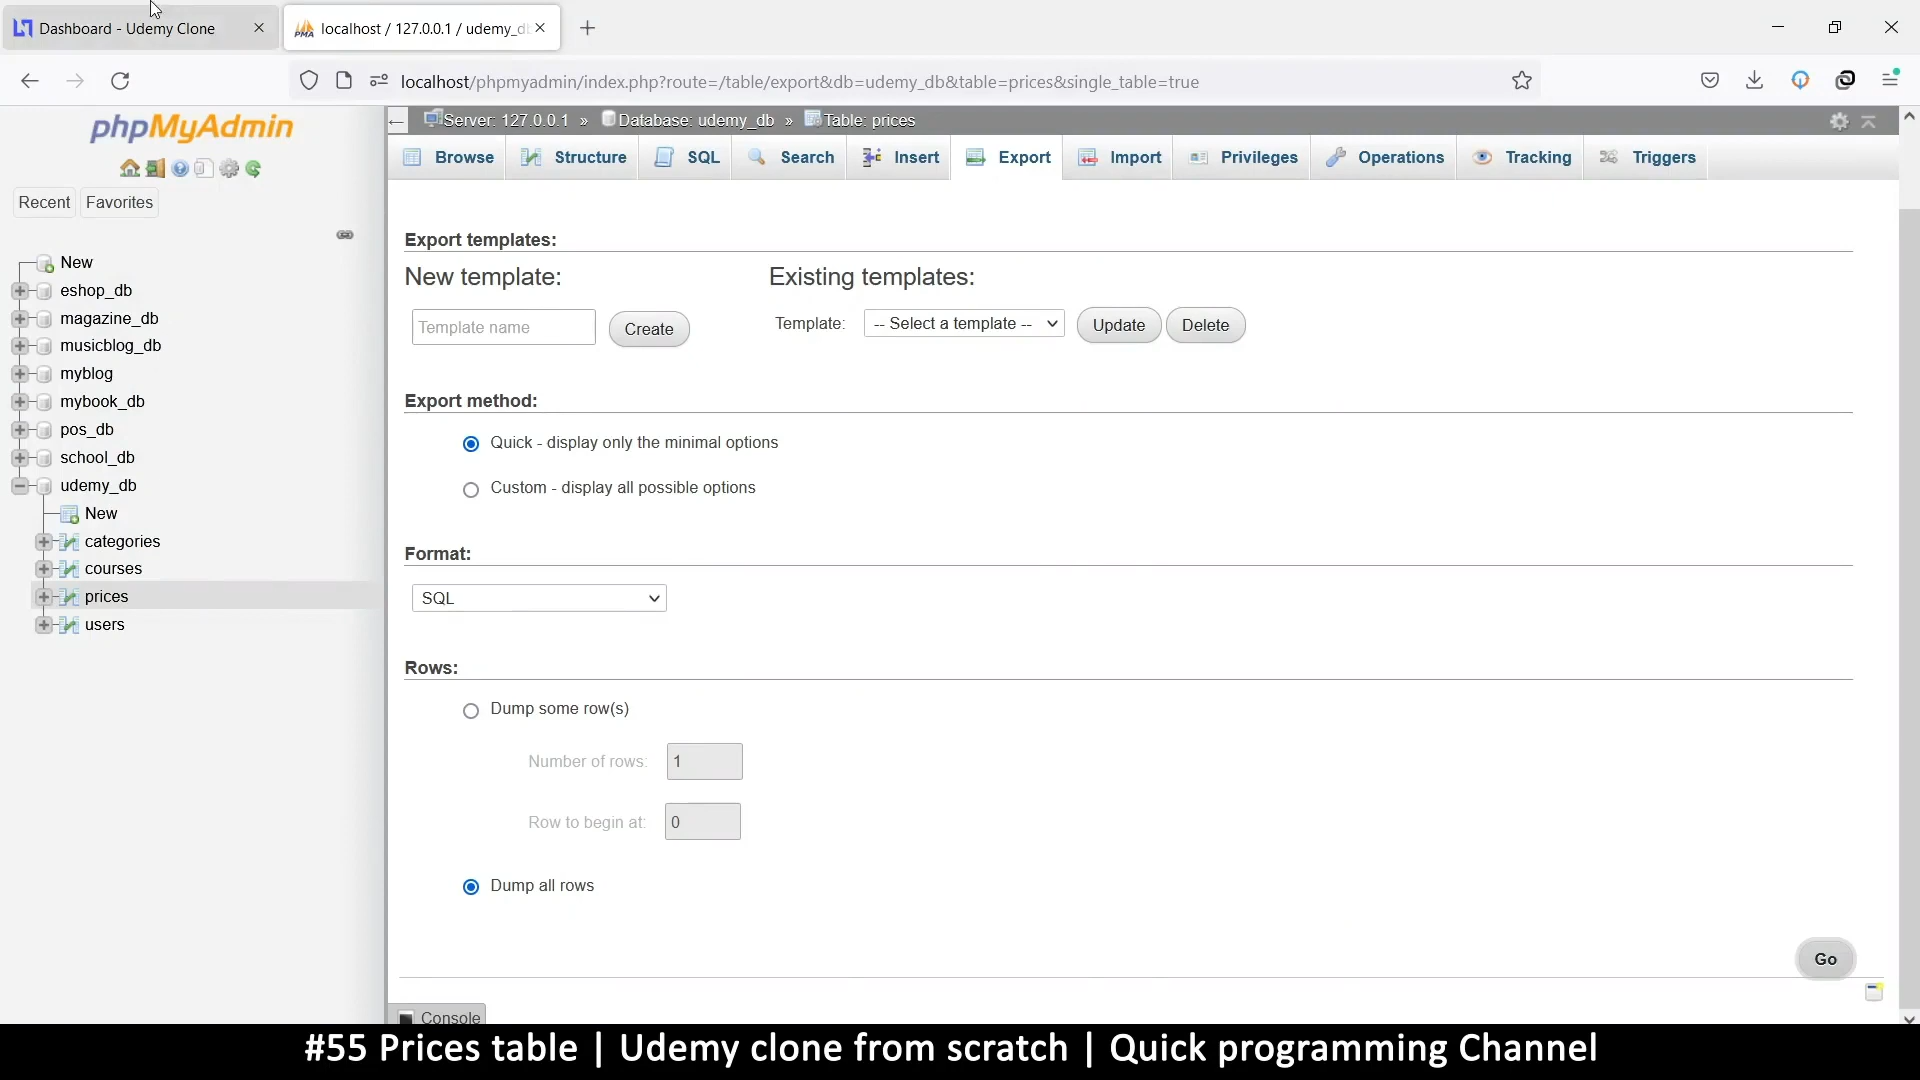 Dashboard - Udemy Clone
localhost / 127.0.0.1 / udemy_d
localhost/phpmyadmin/index.php?route=/table/export&db=udemy_db&table=prices&single_table=true
phpMyAdmin
Recent
Favorites
New
eshop_db
magazine_db
musicblog_db
myblog
mybook_db
pos_db
school_db
udemy_db
New
categories
courses
prices
users
Server: 127.0.0.1 » Database: udemy_db » Table: prices
Browse
Structure
SQL
Search
Insert
Export
Import
Privileges
Operations
Tracking
Triggers
Export templates:
New template:
Template name
Create
Existing templates:
Template:
-- Select a template --
Update
Delete
Export method:
Quick - display only the minimal options
Custom - display all possible options
Format:
SQL
Rows:
Dump some row(s)
Number of rows: 1
Row to begin at: 0
Dump all rows
Go
Console
#55 Prices table | Udemy clone from scratch | Quick programming Channel